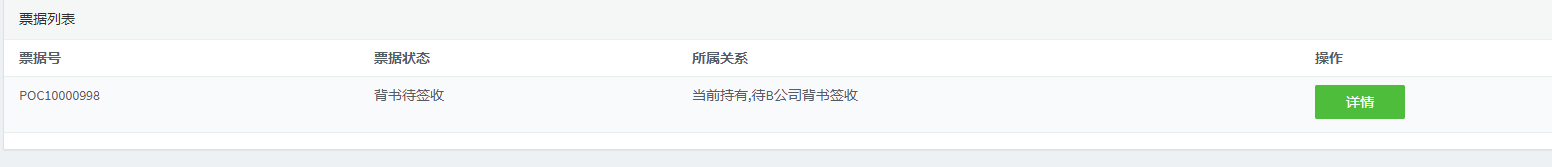 票据列表
票据号 票据状态 所属关系 操作
POC10000998 背书待签收 当前持有,待B公司背书签收 详情